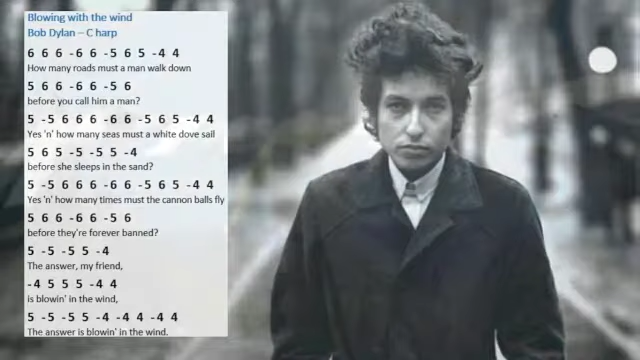 Blowing with the wind
Bob Dylan – C harp
6 6 6 -6 6 -5 6 5 -4 4
How many roads must a man walk down
5 6 6 -6 6 -5 6
before you call him a man?
5 -5 6 6 6 -6 6 -5 6 5 -4 4
Yes 'n' how many seas must a white dove sail
5 6 5 -5 -5 5 -4
before she sleeps in the sand?
5 -5 6 6 6 -6 6 -5 6 5 -4 4
Yes 'n' how many times must the cannon balls fly
5 6 6 -6 6 -5 6
before they're forever banned?
5 -5 -5 5 -4
The answer, my friend,
-4 5 5 5 -4 4
is blowin' in the wind,
5 -5 -5 5 -4 -4 4 -4 4
The answer is blowin' in the wind.